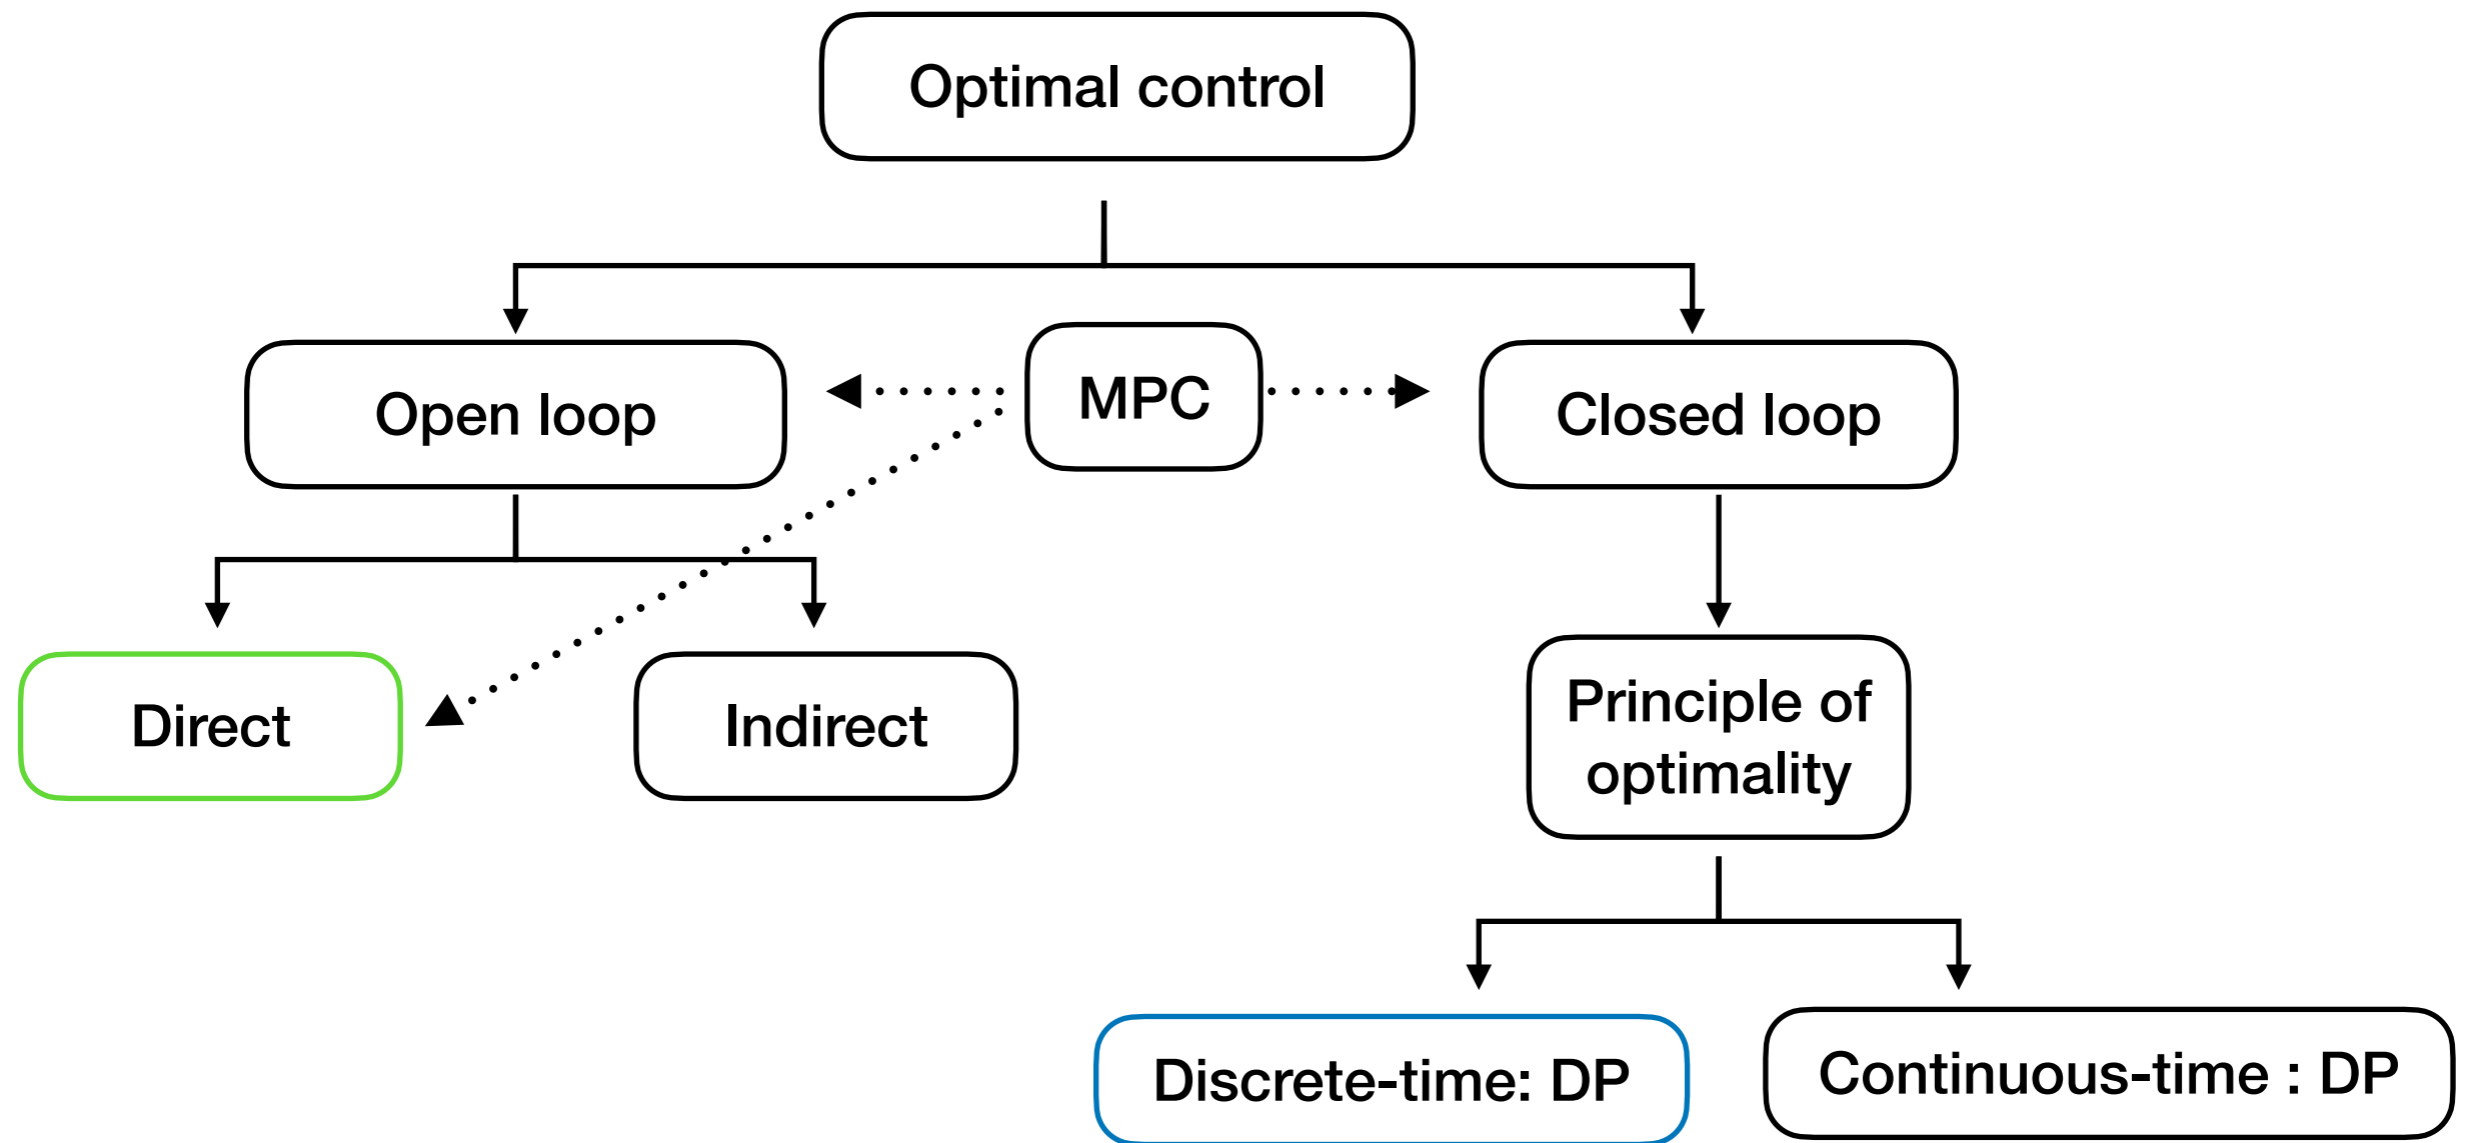 Optimal control
Open loop
MPC
Closed loop
Direct
Indirect
Principle of
optimality
Discrete-time: DP
Continuous-time : DP